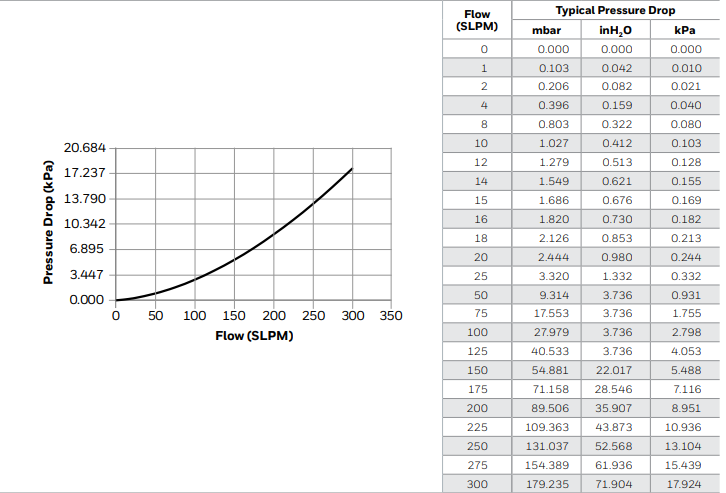 20.684
17.237
13.790
10.342
6.895
3.447
0.000
Pressure Drop (kPa)
0 50 100 150 200 250 300 350
Flow (SLPM)
Flow (SLPM) Typical Pressure Drop
mbar inH₂O kPa
0 0.000 0.000 0.000
1 0.103 0.042 0.010
2 0.206 0.082 0.021
4 0.396 0.159 0.040
8 0.803 0.322 0.080
10 1.027 0.412 0.103
12 1.279 0.513 0.128
14 1.549 0.621 0.155
15 1.686 0.676 0.169
16 1.820 0.730 0.182
18 2.126 0.853 0.213
20 2.444 0.980 0.244
25 3.320 1.332 0.332
50 9.314 3.736 0.931
75 17.553 3.736 1.755
100 27.979 3.736 2.798
125 40.533 3.736 4.053
150 54.881 22.017 5.488
175 71.158 28.546 7.116
200 89.506 35.907 8.951
225 109.363 43.873 10.936
250 131.037 52.568 13.104
275 154.389 61.936 15.439
300 179.235 71.904 17.924